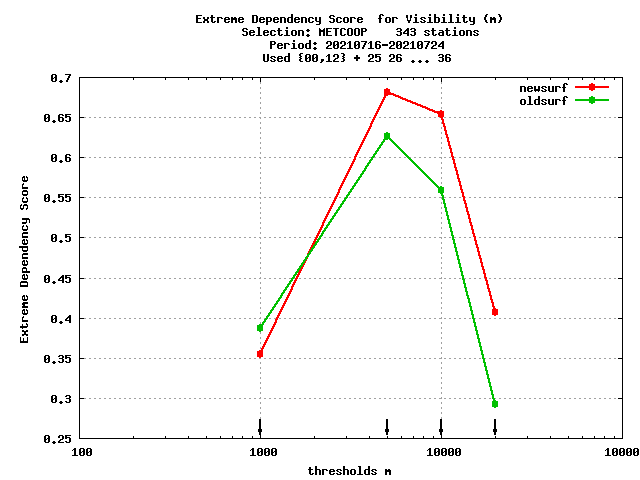 Extreme Dependency Score  for Visibility (m)
Selection: METCOOP    343 stations
Period: 20210716-20210724
Used {00,12} + 25 26 ... 36
newsurf
oldsurf
Extreme Dependency Score
0.7
0.65
0.6
0.55
0.5
0.45
0.4
0.35
0.3
0.25
100 1000 10000 10000
thresholds m